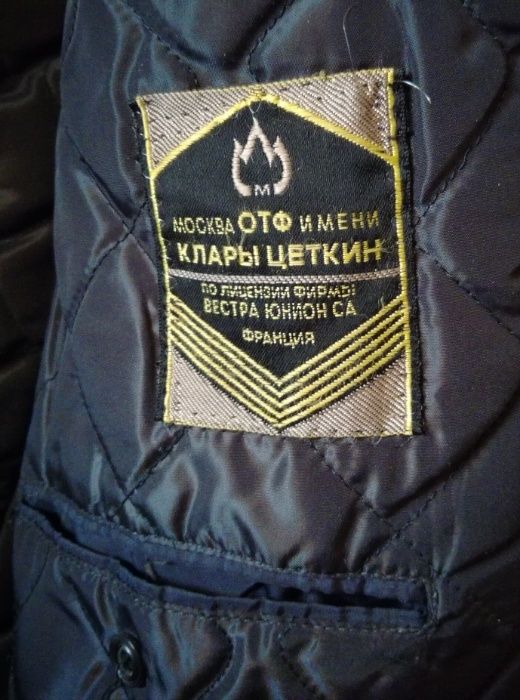 М
МОСКВА ОТФ ИМЕНИ
КЛАРЫ ЦЕТКИН
ПО ЛИЦЕНЗИИ ФИРМЫ
ВЕСТРА ЮНИОН СА
ФРАНЦИЯ